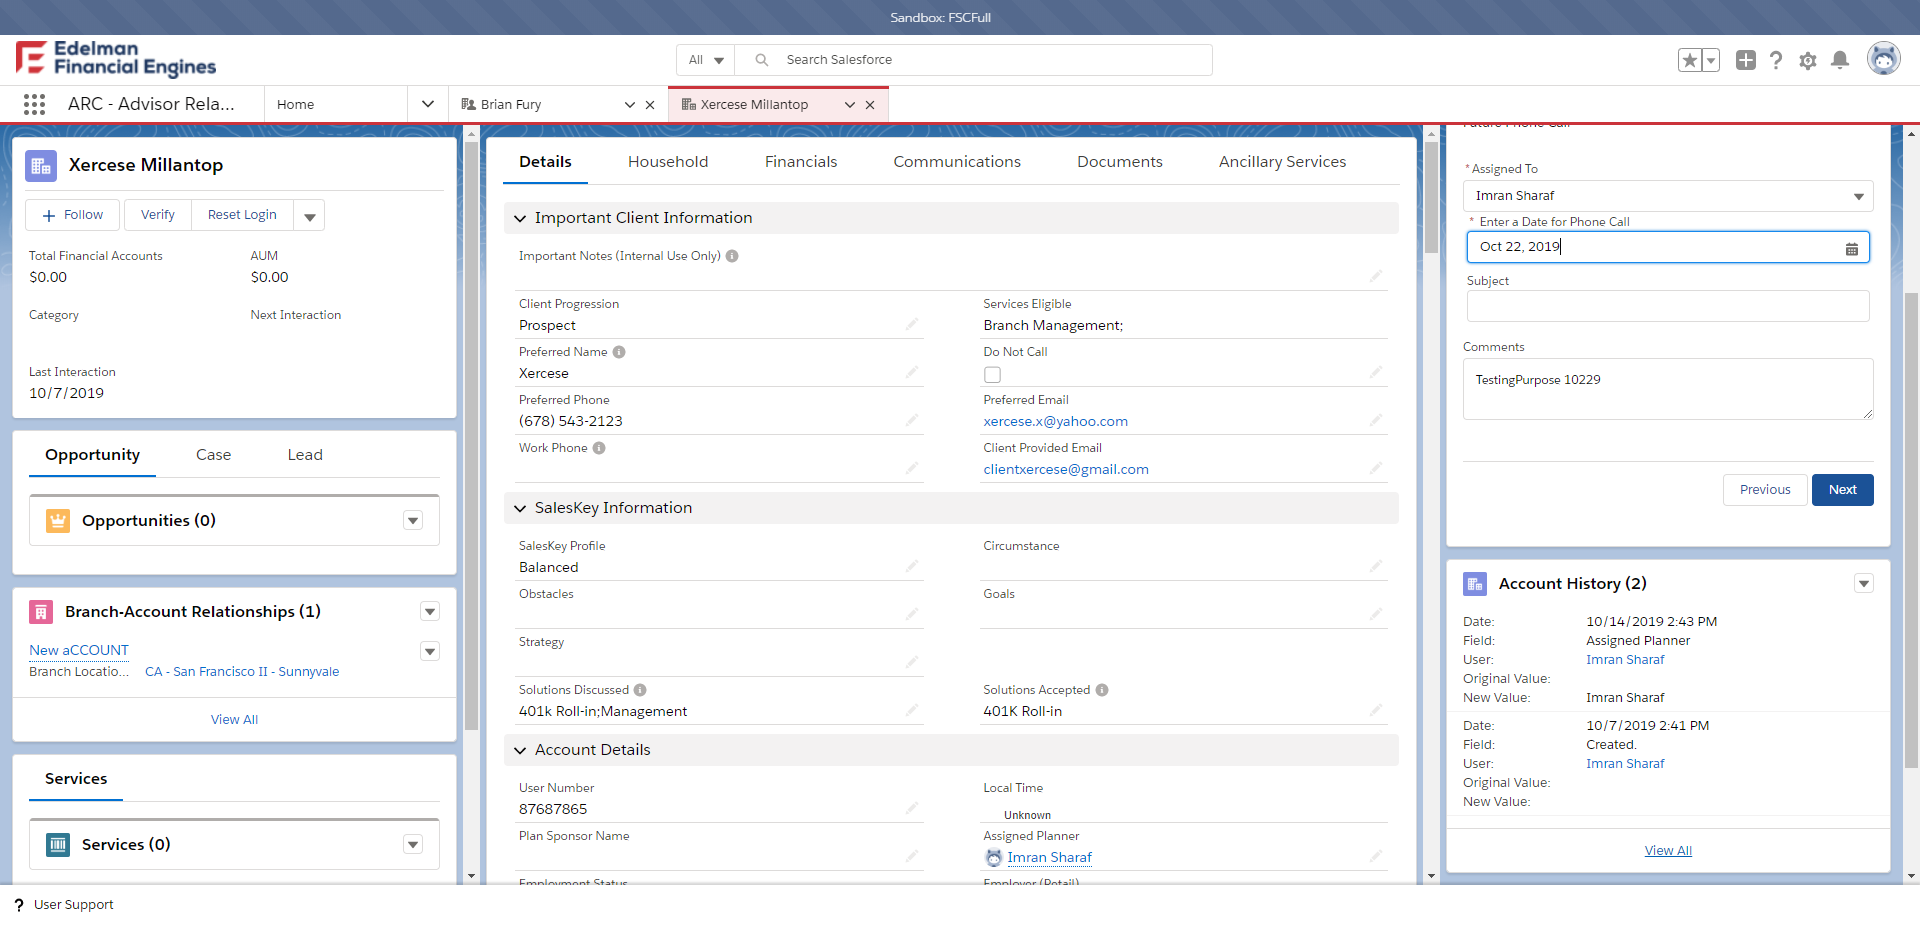 Sandbox: FSCFull
Edelman
Financial Engines
All
Search Salesforce
ARC - Advisor Rela...
Home
Brian Fury
Xercese Millantop
Xercese Millantop
Follow
Verify
Reset Login
Total Financial Accounts
AUM
$0.00
$0.00
Category
Next Interaction
Last Interaction
10/7/2019
Opportunity
Case
Lead
Opportunities (0)
Branch-Account Relationships (1)
New aCCOUNT
Branch Locatio...
CA - San Francisco II - Sunnyvale
View All
Services
Services (0)
Details
Household
Financials
Communications
Documents
Ancillary Services
Important Client Information
Important Notes (Internal Use Only)
Client Progression
Services Eligible
Prospect
Branch Management;
Preferred Name
Do Not Call
Xercese
Preferred Phone
Preferred Email
(678) 543-2123
xercese.x@yahoo.com
Work Phone
Client Provided Email
clientxercese@gmail.com
SalesKey Information
SalesKey Profile
Circumstance
Balanced
Obstacles
Goals
Strategy
Solutions Discussed
Solutions Accepted
401k Roll-in;Management
401K Roll-in
Account Details
User Number
Local Time
87687865
Unknown
Plan Sponsor Name
Assigned Planner
Imran Sharaf
Employment Status
Employer (Retail)
Future Phone Call
* Assigned To
Imran Sharaf
* Enter a Date for Phone Call
Oct 22, 2019
Subject
Comments
TestingPurpose 10229
Previous
Next
Account History (2)
Date:
10/14/2019 2:43 PM
Field:
Assigned Planner
User:
Imran Sharaf
Original Value:
New Value:
Imran Sharaf
Date:
10/7/2019 2:41 PM
Field:
Created.
User:
Imran Sharaf
Original Value:
New Value:
View All
? User Support